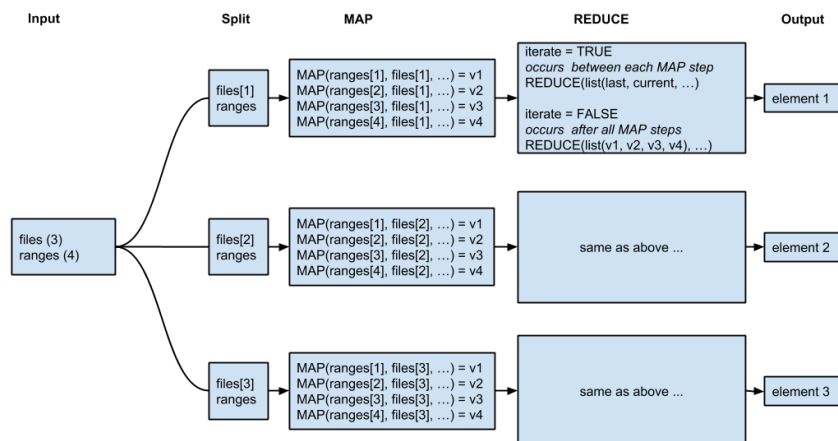 Input
Split
MAP
REDUCE
Output
files (3)
ranges (4)
files[1]
ranges
MAP(ranges[1], files[1], …) = v1
MAP(ranges[2], files[1], …) = v2
MAP(ranges[3], files[1], …) = v3
MAP(ranges[4], files[1], …) = v4
iterate = TRUE
occurs between each MAP step
REDUCE(list(last, current, …)
iterate = FALSE
occurs after all MAP steps
REDUCE(list(v1, v2, v3, v4), …)
element 1
files[2]
ranges
MAP(ranges[1], files[2], …) = v1
MAP(ranges[2], files[2], …) = v2
MAP(ranges[3], files[2], …) = v3
MAP(ranges[4], files[2], …) = v4
same as above ...
element 2
files[3]
ranges
MAP(ranges[1], files[3], …) = v1
MAP(ranges[2], files[3], …) = v2
MAP(ranges[3], files[3], …) = v3
MAP(ranges[4], files[3], …) = v4
same as above ...
element 3